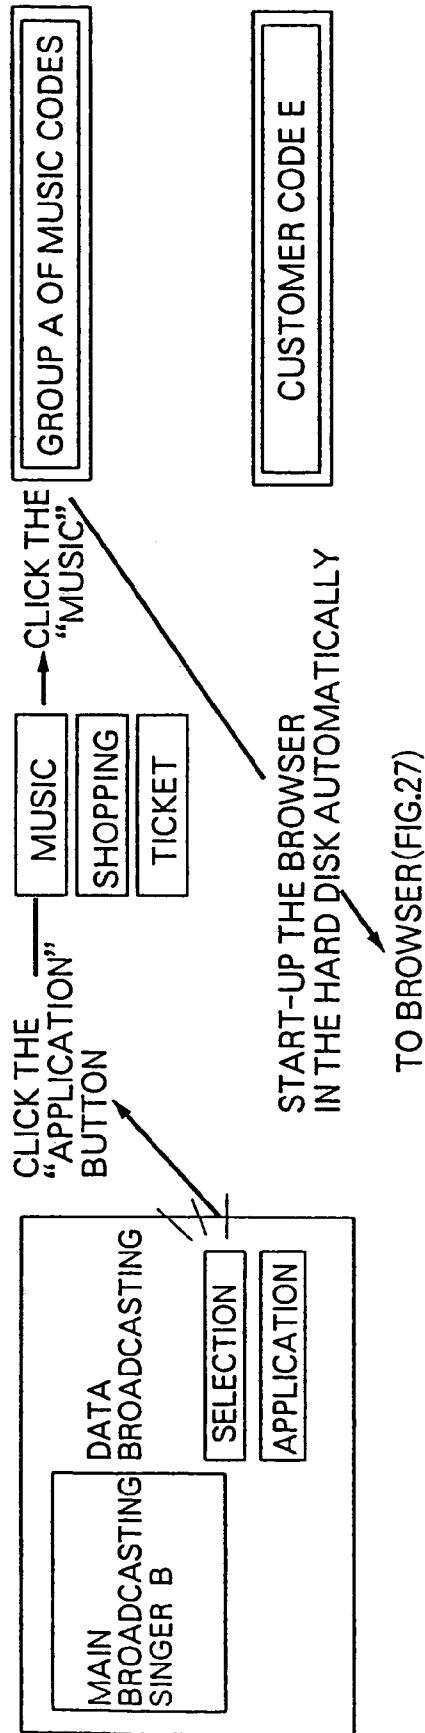 MAIN
BROADCASTING
SINGER B
DATA
BROADCASTING
SELECTION
APPLICATION
CLICK THE
“APPLICATION”
BUTTON
MUSIC
SHOPPING
TICKET
CLICK THE
“MUSIC”
GROUP A OF MUSIC CODES
START-UP THE BROWSER
IN THE HARD DISK AUTOMATICALLY
TO BROWSER(FIG.27)
CUSTOMER CODE E